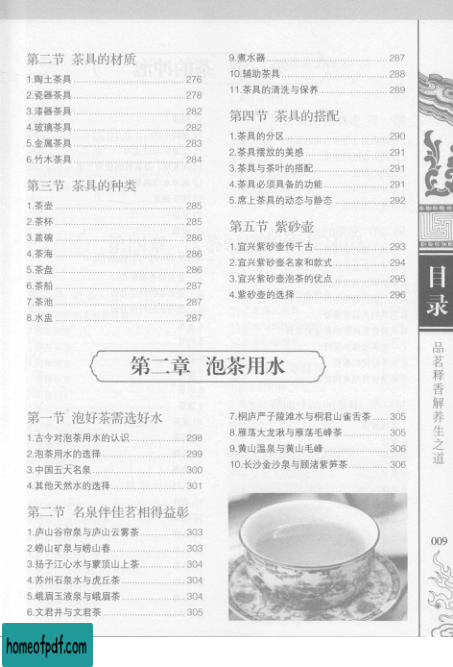 第二节 茶具的材质
1.陶土茶具 276
2.瓷器茶具 278
3.漆器茶具 282
4.玻璃茶具 282
5.金属茶具 283
6.竹木茶具 284
第三节 茶具的种类
1.茶壶 285
2.茶杯 285
3.盖碗 286
4.茶海 286
5.茶盘 286
6.茶船 287
7.茶池 287
8.水盂 287
9.煮水器 287
10.辅助茶具 288
11.茶具的清洗与保养 289
第四节 茶具的搭配
1.茶具的分区 290
2.茶具摆放的美感 291
3.茶具与茶叶的搭配 291
4.茶具必须具备的功能 291
5.席上茶具的动态与静态 292
第五节 紫砂壶
1.宜兴紫砂壶传千古 293
2.宜兴紫砂壶名家和款式 294
3.宜兴紫砂壶泡茶的优点 295
4.紫砂壶的选择 296
第二章 泡茶用水
第一节 泡好茶需选好水
1.古今对泡茶用水的认识 298
2.泡茶用水的选择 299
3.中国五大名泉 300
4.其他天然水的选择 301
第二节 名泉伴佳茗相得益彰
1.庐山谷帘泉与庐山云雾茶 303
2.崂山矿泉与崂山春 303
3.扬子江心水与蒙顶山上茶 304
4.苏州石泉水与虎丘茶 304
5.峨眉玉液泉与峨眉茶 304
6.文君井与文君茶 305
7.桐庐严子陵滩水与桐君山雀舌茶 305
8.雁荡大龙湫与雁荡毛峰茶 305
9.黄山温泉与黄山毛峰 306
10.长沙金沙泉与顾渚紫笋茶 306
目录
品茗释香解养生之道
009
homeofpdf.com